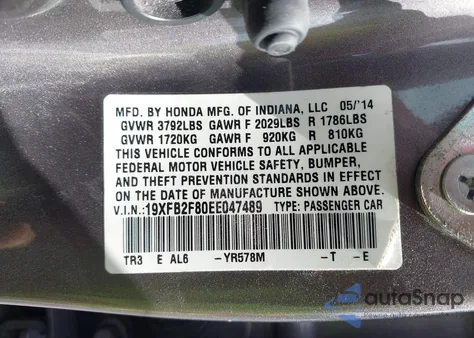 MFD. BY HONDA MFG. OF INDIANA, LLC 05/'14
GVWR 3792LBS GAWR F 2029LBS R 1786LBS
GVWR 1720KG GAWR F 920KG R 810KG
THIS VEHICLE CONFORMS TO ALL APPLICABLE
FEDERAL MOTOR VEHICLE SAFETY, BUMPER,
AND THEFT PREVENTION STANDARDS IN EFFECT
ON THE DATE OF MANUFACTURE SHOWN ABOVE.
V.I.N.: 19XFB2F80EE047489 TYPE: PASSENGER CAR
TR3 E AL6 -YR578M -T -E
autoSnap